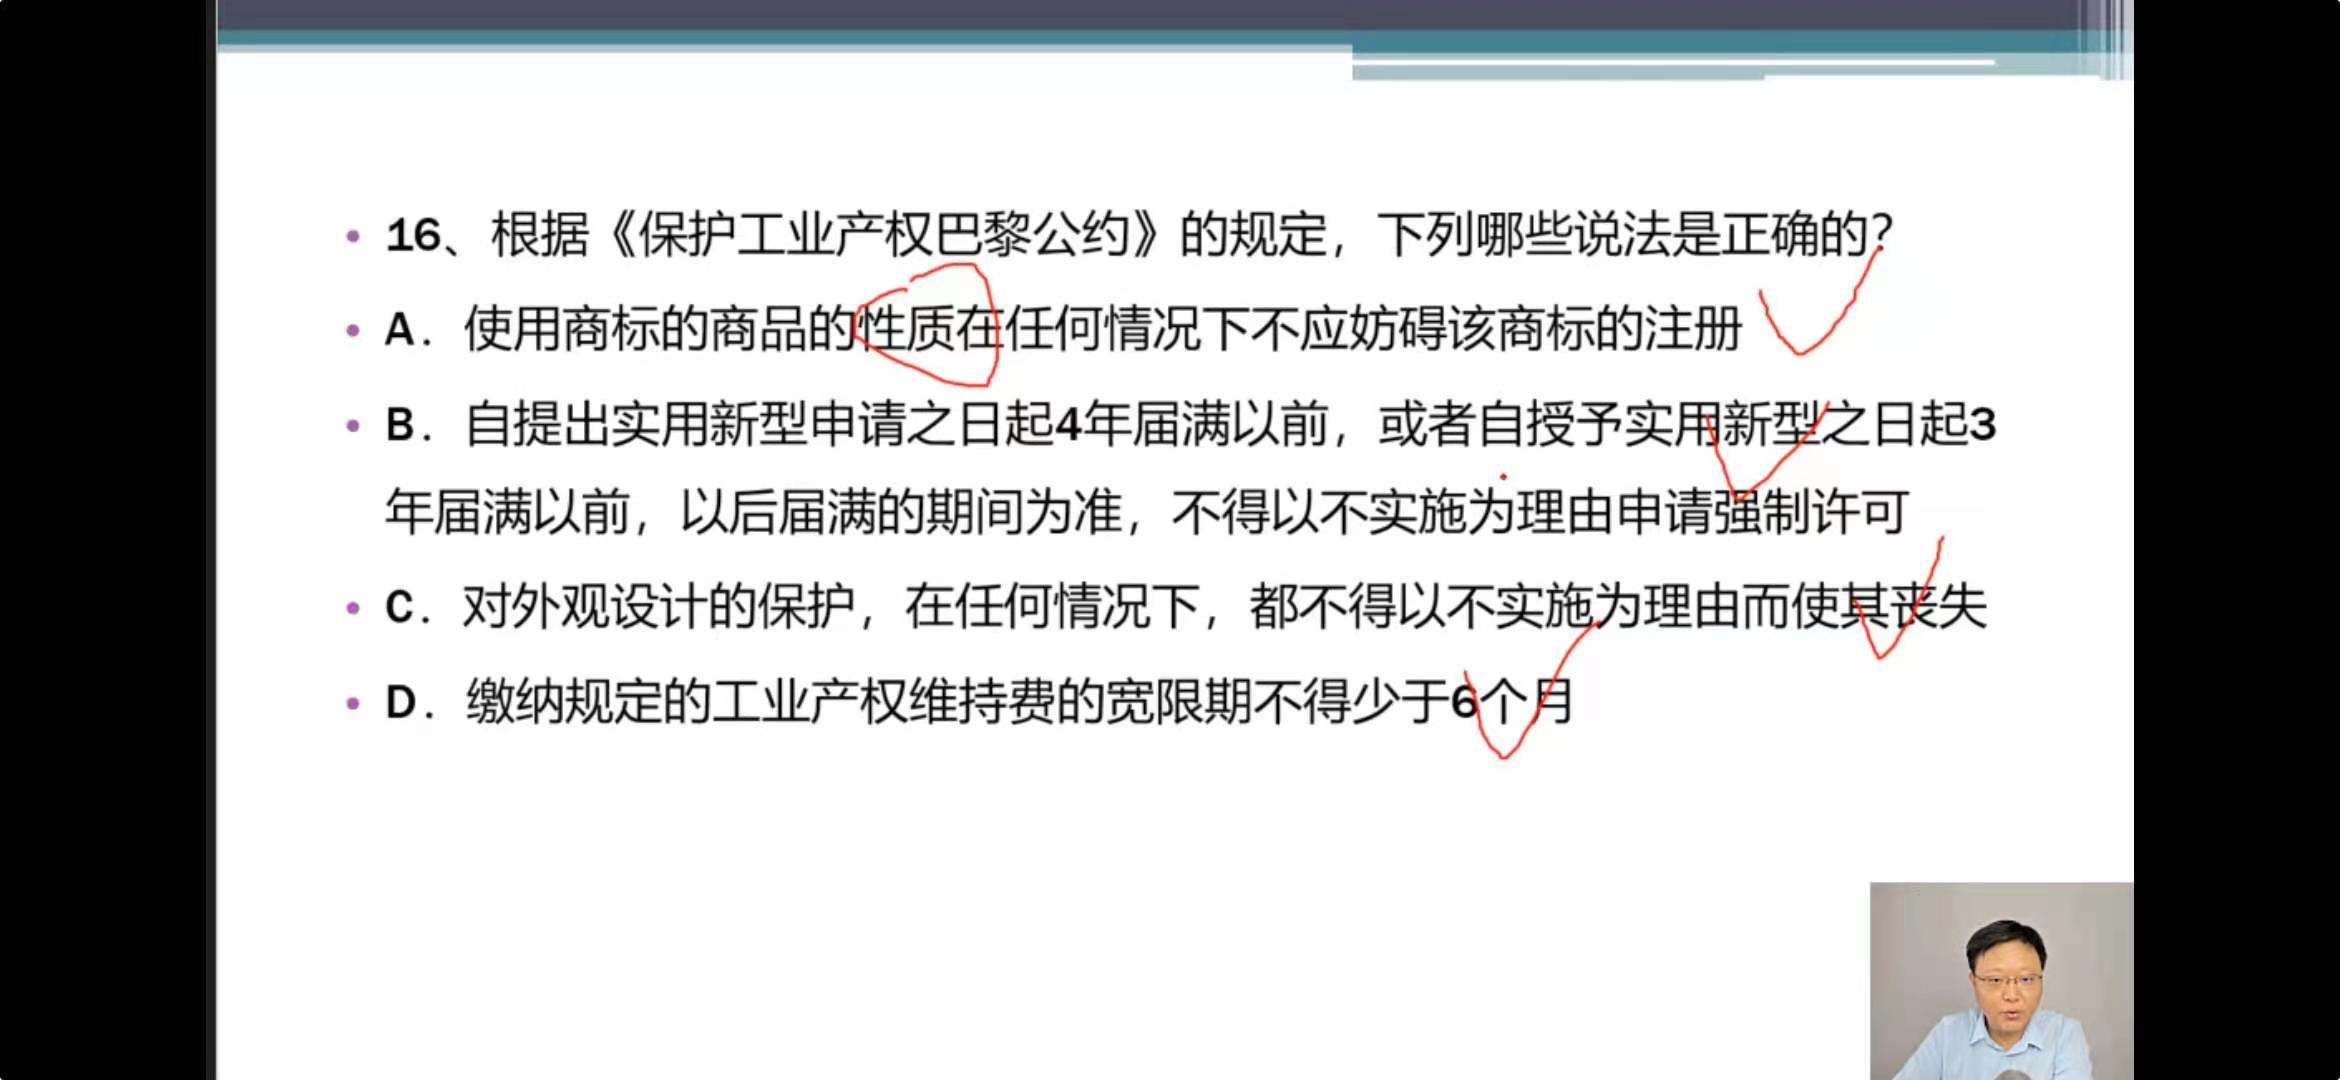 16、根据《保护工业产权巴黎公约》的规定，下列哪些说法是正确的？
A．使用商标的商品的性质在任何情况下不应妨碍该商标的注册
B．自提出实用新型申请之日起4年届满以前，或者自授予实用新型之日起3
年届满以前，以后届满的期间为准，不得以不实施为理由申请强制许可
C．对外观设计的保护，在任何情况下，都不得以不实施为理由而使其丧失
D．缴纳规定的工业产权维持费的宽限期不得少于6个月